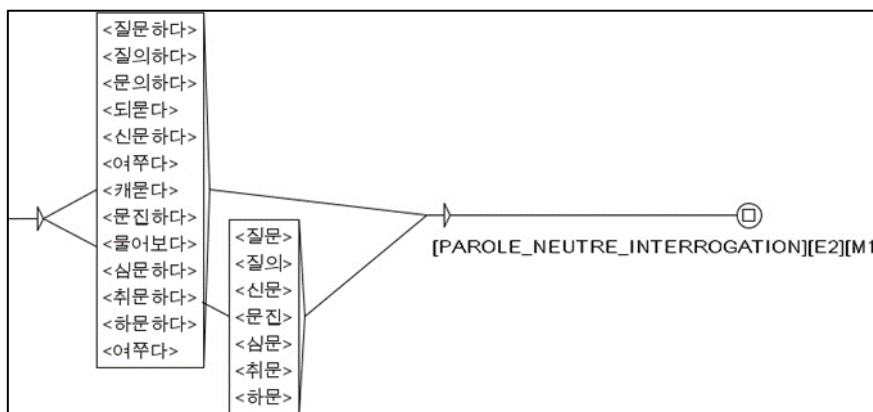 <질문하다>
<질의하다>
<문의하다>
<되묻다>
<신문하다>
<여쭈다>
<캐묻다>
<문진하다>
<물어보다>
<심문하다>
<취문하다>
<하문하다>
<여쭈다>
<질문>
<질의>
<신문>
<문진>
<심문>
<취문>
<하문>
[PAROLE_NEUTRE_INTERROGATION][E2][M1